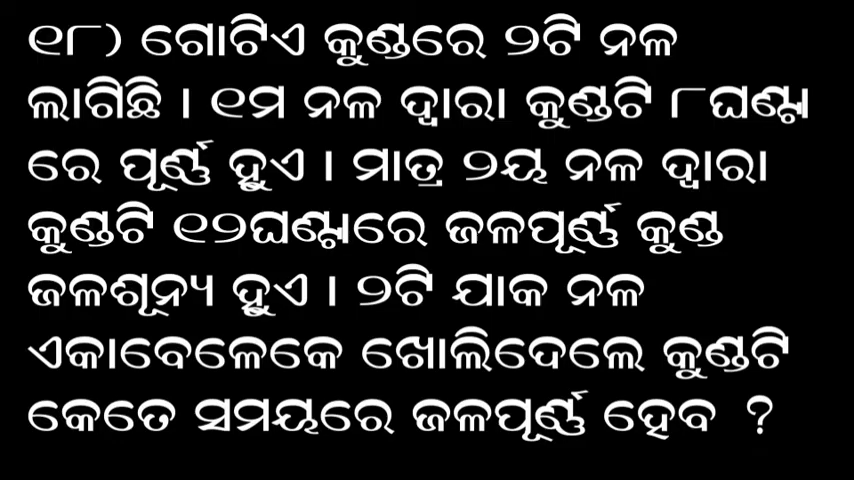 ୧୮) ଗୋଟିଏ କୁଣ୍ଡରେ ୨ଟି ନଳ
ଲାଗିଛି । ୧ମ ନଳ ଦ୍ୱାରା କୁଣ୍ଡଟି ୮ଘଣ୍ଟା
ରେ ପୂର୍ଣ୍ଣ ହୁଏ । ମାତ୍ର ୨ୟ ନଳ ଦ୍ୱାରା
କୁଣ୍ଡଟି ୧୨ଘଣ୍ଟାରେ ଜଳପୂର୍ଣ୍ଣ କୁଣ୍ଡ
ଜଳଶୂନ୍ୟ ହୁଏ । ୨ଟି ଯାକ ନଳ
ଏକାବେଳେକେ ଖୋଲିଦେଲେ କୁଣ୍ଡଟି
କେତେ ସମୟରେ ଜଳପୂର୍ଣ୍ଣ ହେବ ?